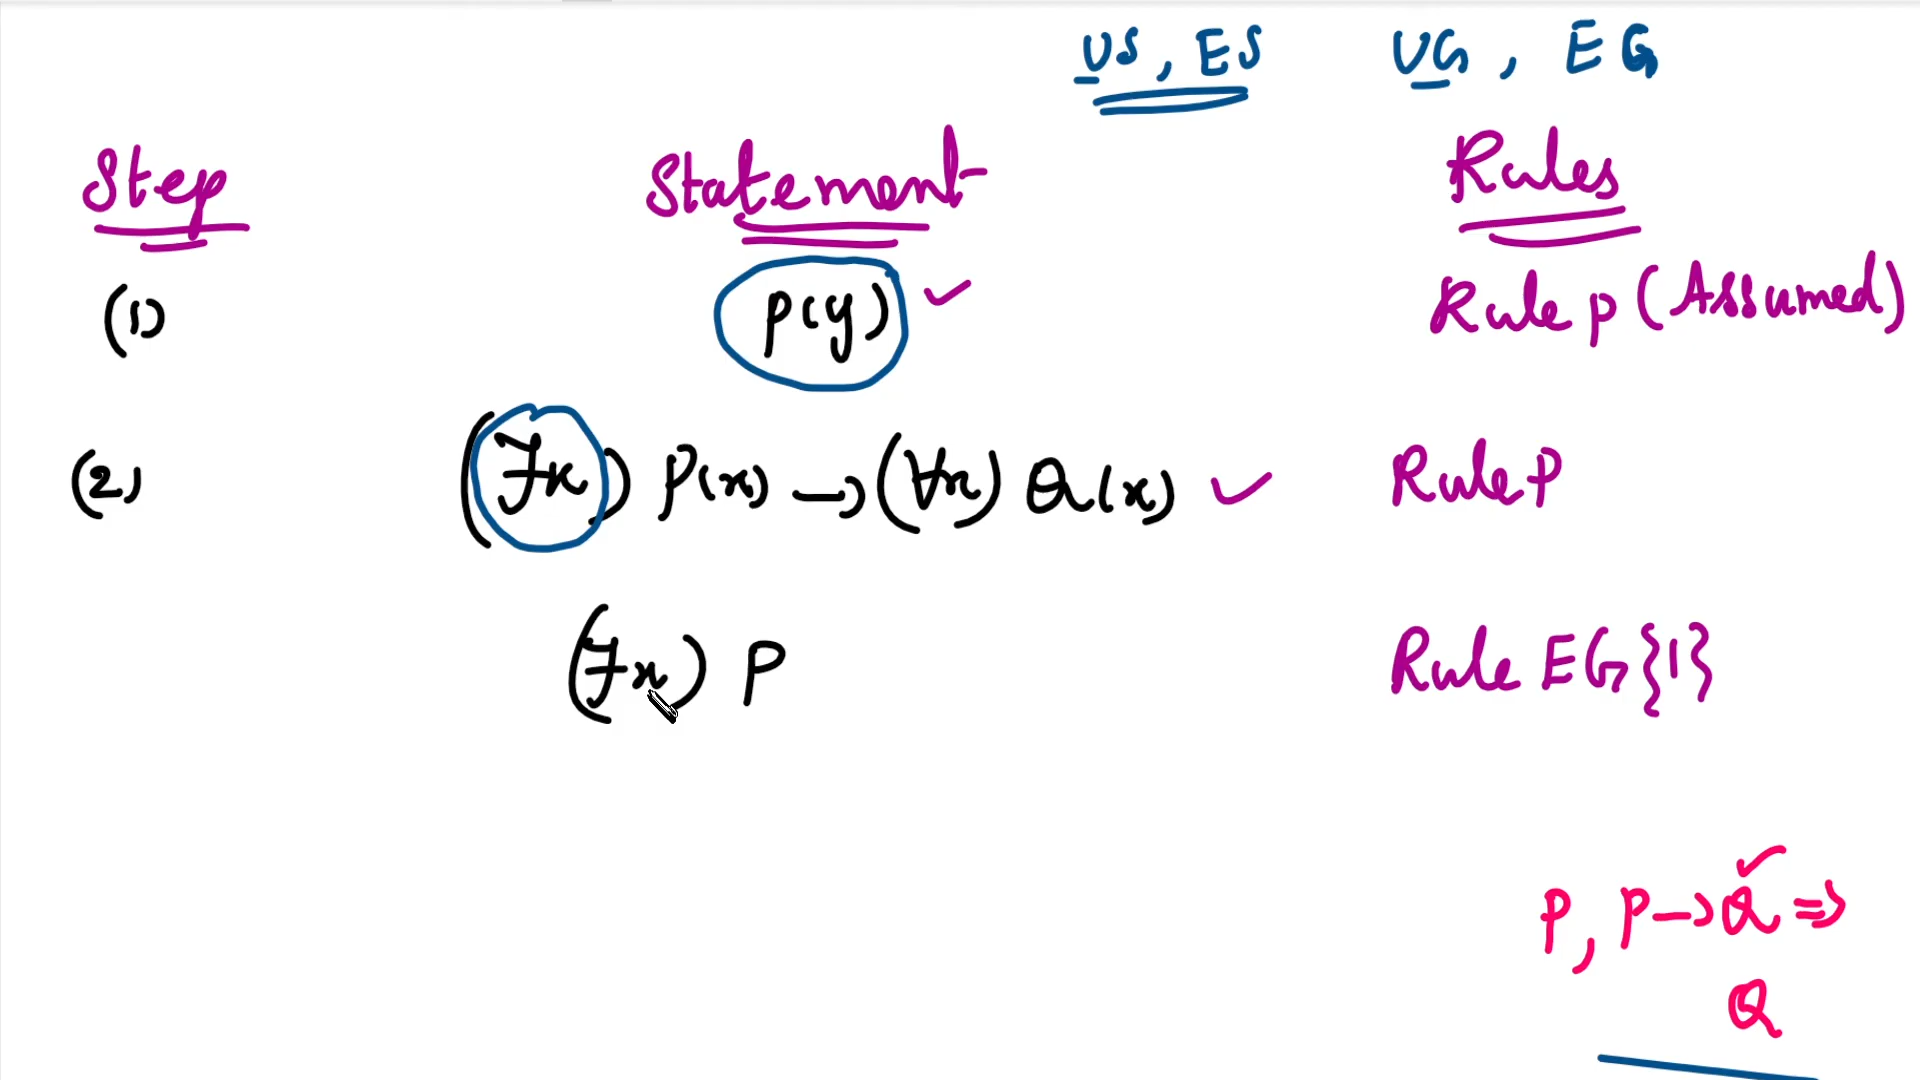 US, ES UG, EG
Step Statement Rules
(1) P(y) ✓ Rule P (Assumed)
(2) (∃x) P(x) → (∀x) Q(x) ✓ Rule P
(∃x) P Rule EG {1}
P, P → Q ⇒
Q